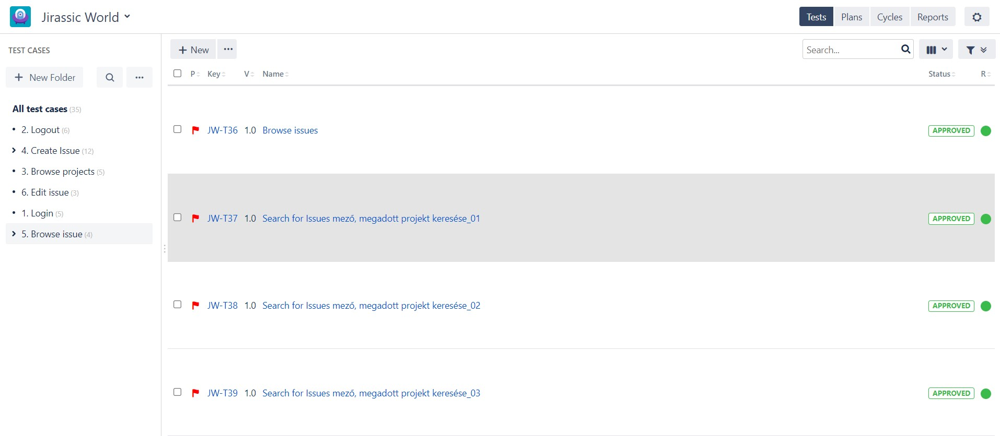 Jirassic World
Tests Plans Cycles Reports
TEST CASES
New Folder
All test cases (35)
2. Logout (6)
4. Create Issue (12)
3. Browse projects (5)
6. Edit issue (3)
1. Login (5)
5. Browse issue (4)
New
Search...
P Key V Name Status R
JW-T36 1.0 Browse issues APPROVED
JW-T37 1.0 Search for Issues mező, megadott projekt keresése_01 APPROVED
JW-T38 1.0 Search for Issues mező, megadott projekt keresése_02 APPROVED
JW-T39 1.0 Search for Issues mező, megadott projekt keresése_03 APPROVED